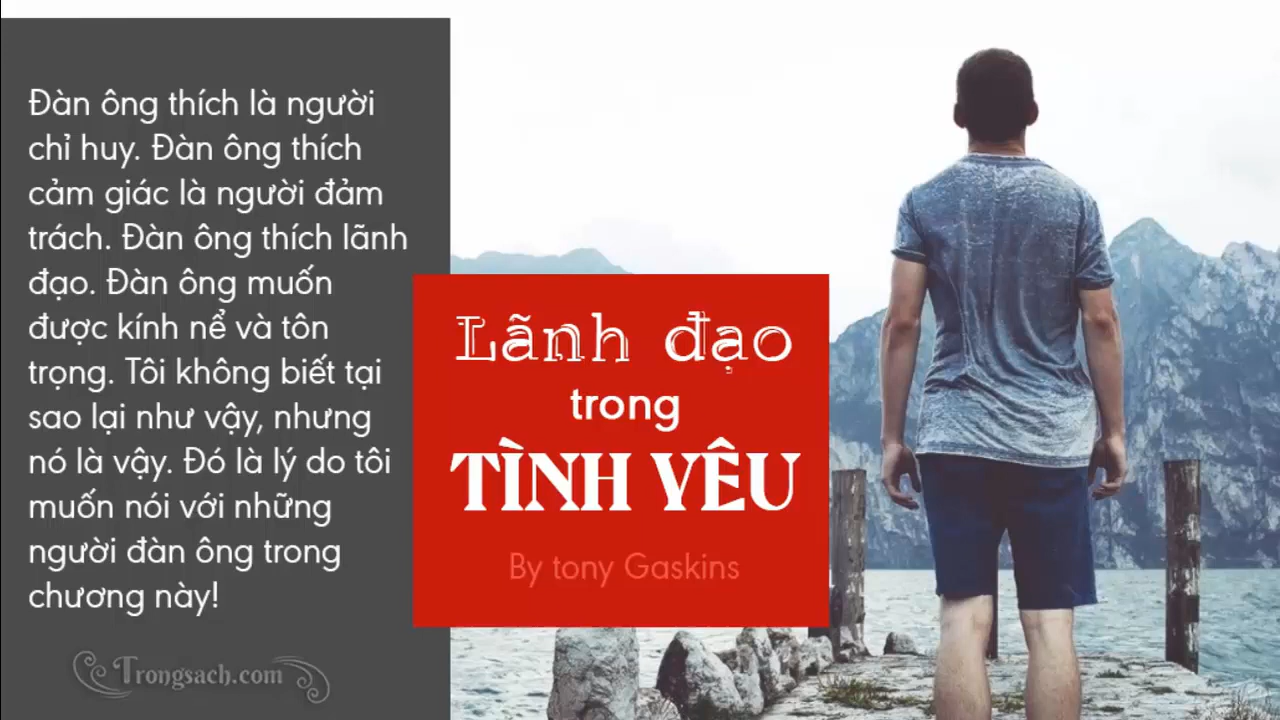 Đàn ông thích là người
chỉ huy. Đàn ông thích
cảm giác là người đảm
trách. Đàn ông thích lãnh
đạo. Đàn ông muốn
được kính nể và tôn
trọng. Tôi không biết tại
sao lại như vậy, nhưng
nó là vậy. Đó là lý do tôi
muốn nói với những
người đàn ông trong
chương này!
Trongsach.com
Lãnh đạo
trong
TÌNH YÊU
By tony Gaskins